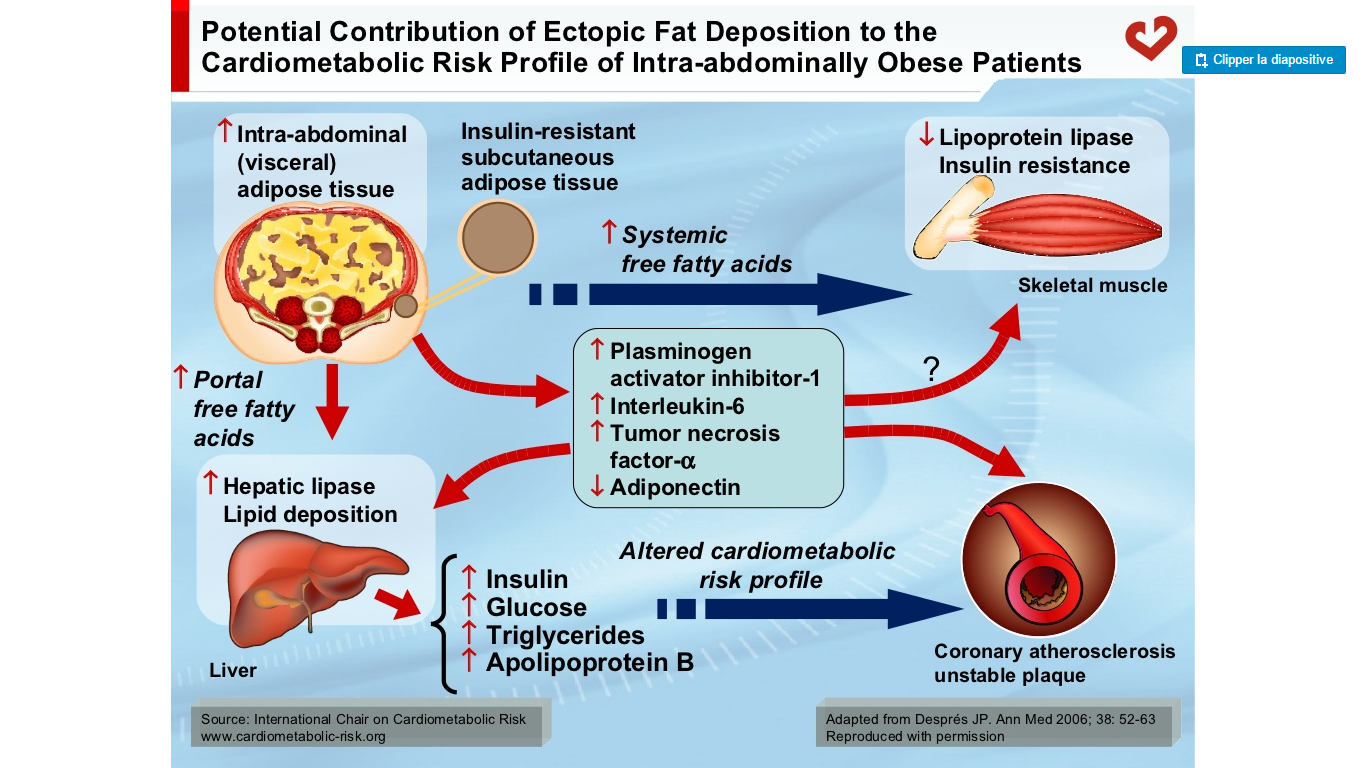 Potential Contribution of Ectopic Fat Deposition to the
Cardiometabolic Risk Profile of Intra-abdominally Obese Patients
Clipper la diapositive
↑ Intra-abdominal
(visceral)
adipose tissue
Insulin-resistant
subcutaneous
adipose tissue
↓ Lipoprotein lipase
Insulin resistance
↑ Systemic
free fatty acids
Skeletal muscle
↑ Plasminogen
activator inhibitor-1
↑ Interleukin-6
↑ Tumor necrosis
factor-α
↓ Adiponectin
?
↑ Portal
free fatty
acids
↑ Hepatic lipase
Lipid deposition
Liver
↑ Insulin
↑ Glucose
↑ Triglycerides
↑ Apolipoprotein B
Altered cardiometabolic
risk profile
Coronary atherosclerosis
unstable plaque
Source: International Chair on Cardiometabolic Risk
www.cardiometabolic-risk.org
Adapted from Després JP. Ann Med 2006; 38: 52-63
Reproduced with permission